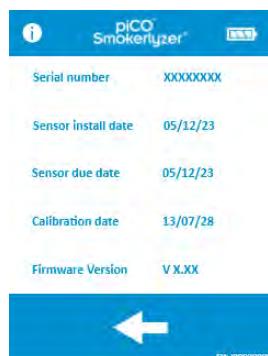 i
piCO
Smokerlyzer®
Serial number XXXXXXXX
Sensor install date 05/12/23
Sensor due date 05/12/23
Calibration date 13/07/28
Firmware Version V X.XX